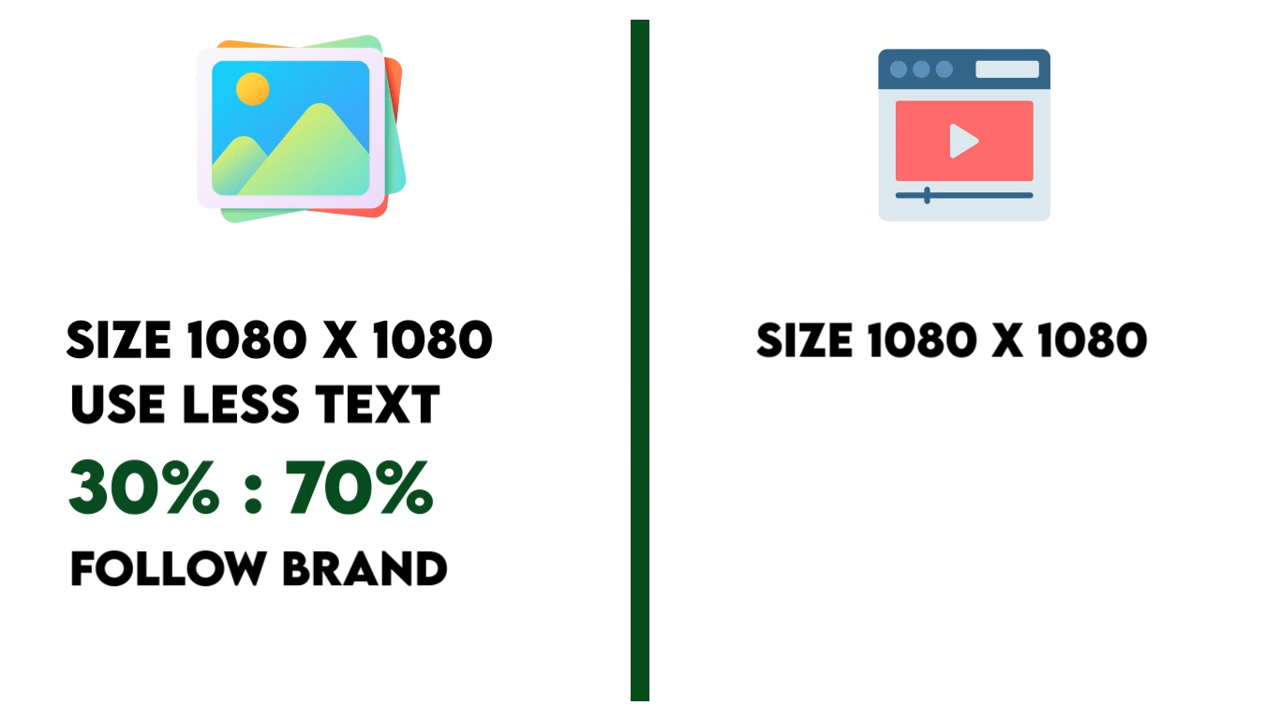 SIZE 1080 X 1080
USE LESS TEXT
30% : 70%
FOLLOW BRAND
SIZE 1080 X 1080